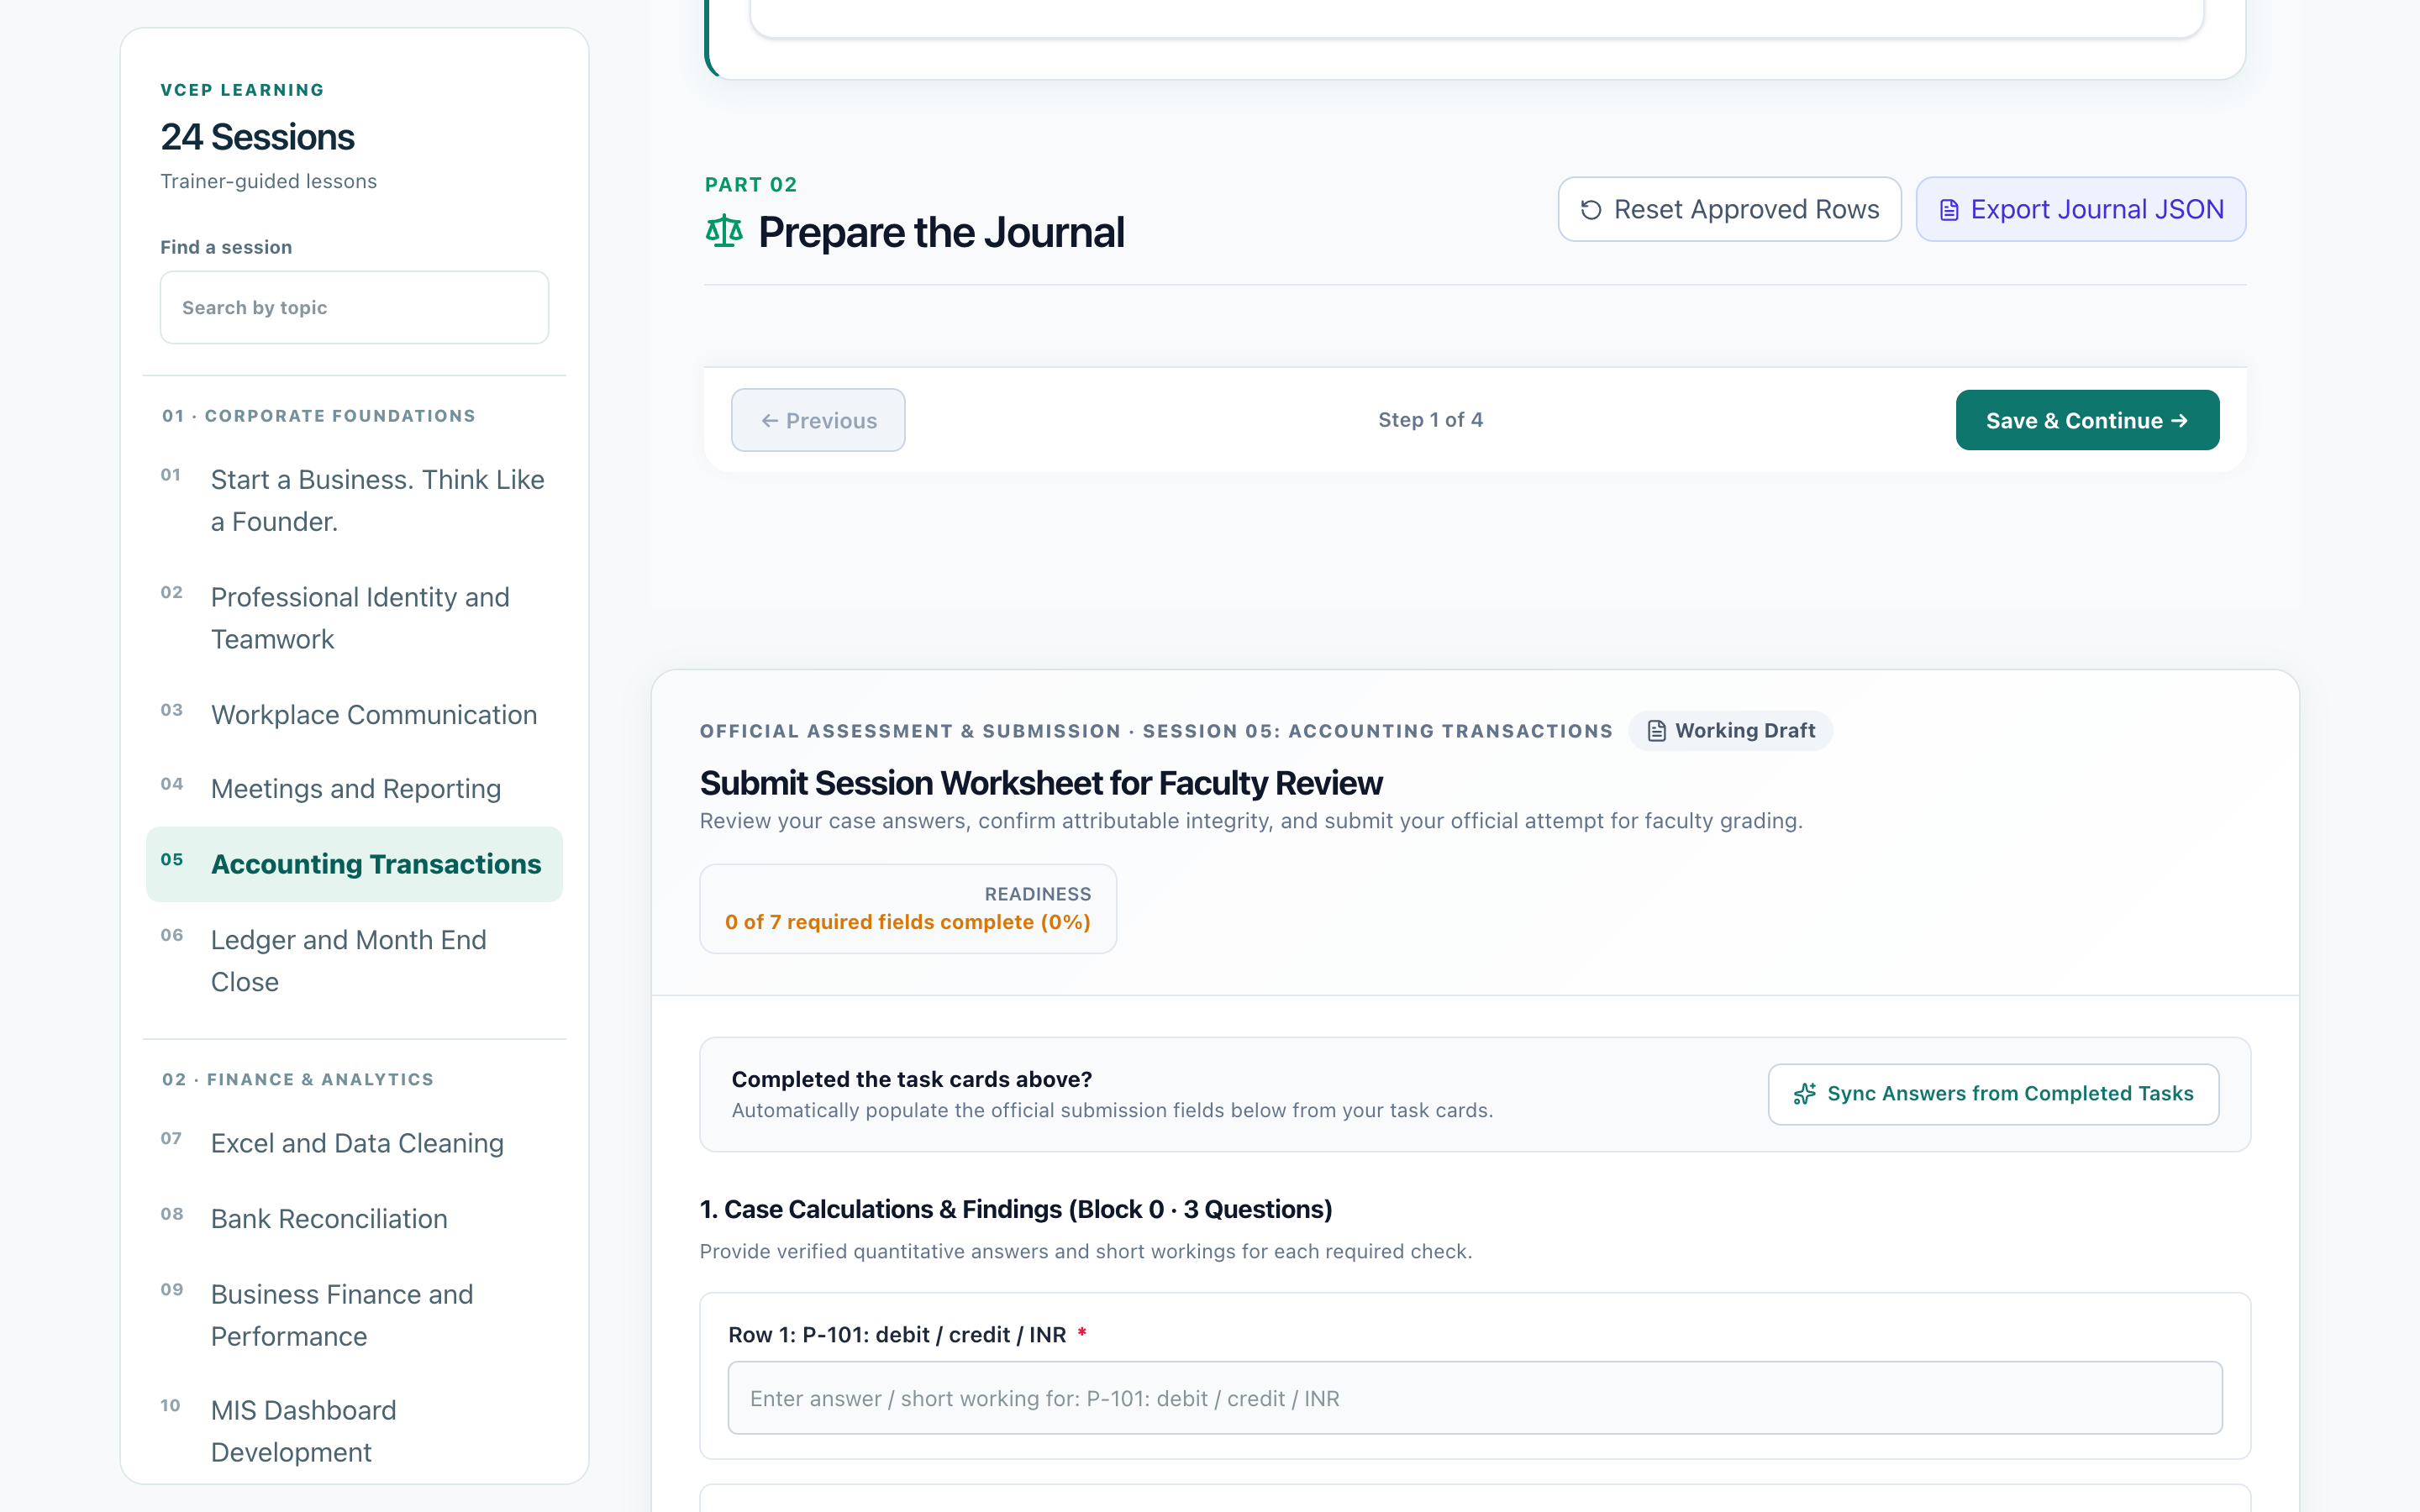 VCEP LEARNING
24 Sessions
Trainer-guided lessons
Find a session
Search by topic
01 · CORPORATE FOUNDATIONS
01 Start a Business. Think Like
a Founder.
02 Professional Identity and
Teamwork
03 Workplace Communication
04 Meetings and Reporting
05 Accounting Transactions
06 Ledger and Month End
Close
02 · FINANCE & ANALYTICS
07 Excel and Data Cleaning
08 Bank Reconciliation
09 Business Finance and
Performance
10 MIS Dashboard
Development
PART 02
Prepare the Journal
Reset Approved Rows
Export Journal JSON
← Previous
Step 1 of 4
Save & Continue →
OFFICIAL ASSESSMENT & SUBMISSION · SESSION 05: ACCOUNTING TRANSACTIONS
Working Draft
Submit Session Worksheet for Faculty Review
Review your case answers, confirm attributable integrity, and submit your official attempt for faculty grading.
READINESS
0 of 7 required fields complete (0%)
Completed the task cards above?
Automatically populate the official submission fields below from your task cards.
Sync Answers from Completed Tasks
1. Case Calculations & Findings (Block 0 · 3 Questions)
Provide verified quantitative answers and short workings for each required check.
Row 1: P-101: debit / credit / INR *
Enter answer / short working for: P-101: debit / credit / INR